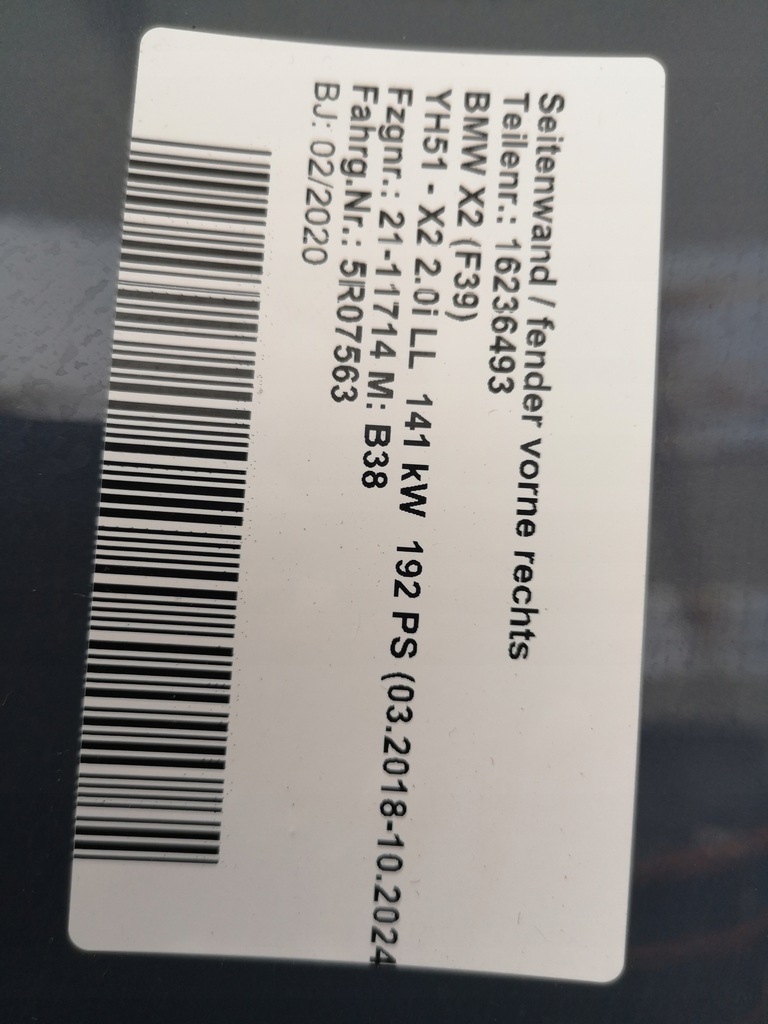 Seitenwand / fender vorne rechts
Teilenr.: 16236493
BMW X2 (F39)
YH51 - X2 2.0i LL 141 kW 192 PS (03.2018-10.2024
Fzgnr.: 21-11714 M: B38
Fahrg.Nr.: 5R07563
BJ: 02/2020